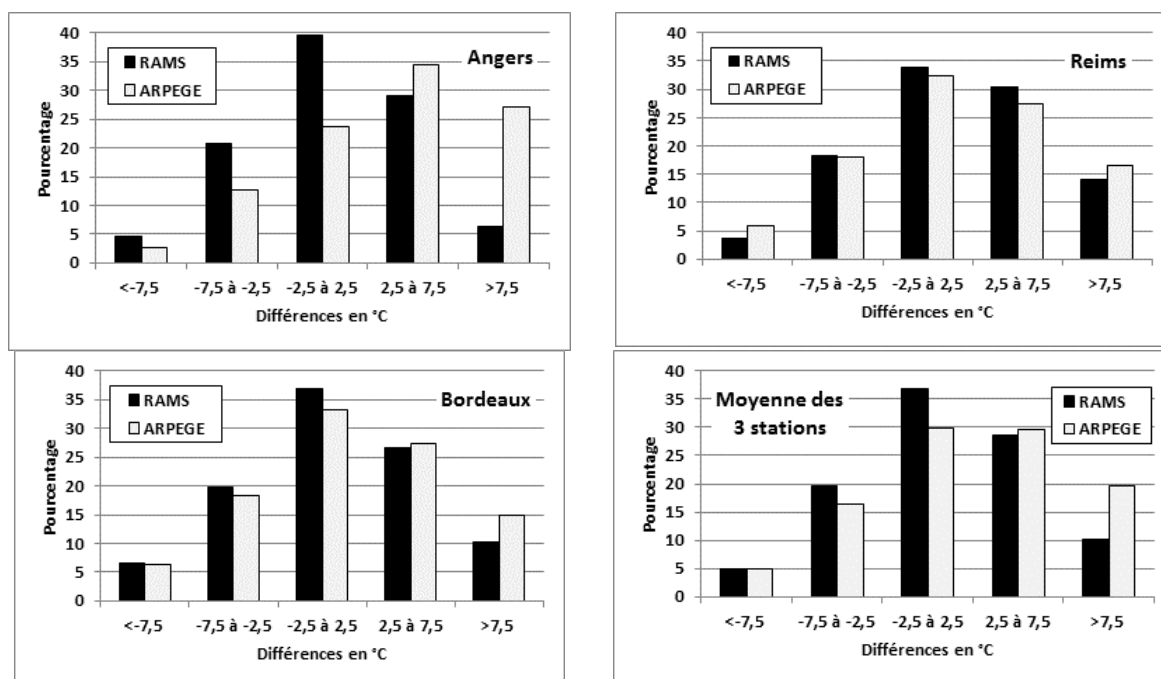 Angers
RAMS
ARPEGE
Pourcentage
40
35
30
25
20
15
10
5
0
<-7,5
-7,5 à -2,5
-2,5 à 2,5
2,5 à 7,5
>7,5
Différences en °C
Reims
RAMS
ARPEGE
Pourcentage
40
35
30
25
20
15
10
5
0
<-7,5
-7,5 à -2,5
-2,5 à 2,5
2,5 à 7,5
>7,5
Différences en °C
Bordeaux
RAMS
ARPEGE
Pourcentage
40
35
30
25
20
15
10
5
0
<-7,5
-7,5 à -2,5
-2,5 à 2,5
2,5 à 7,5
>7,5
Différences en °C
Moyenne des
3 stations
RAMS
ARPEGE
Pourcentage
40
35
30
25
20
15
10
5
0
<-7,5
-7,5 à -2,5
-2,5 à 2,5
2,5 à 7,5
>7,5
Différences en °C